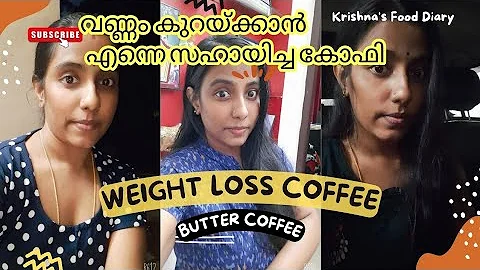 Krishna's Food Diary
SUBSCRIBE
വണ്ണം കുറയ്ക്കാൻ
എന്നെ സഹായിച്ച കോഫി
WEIGHT LOSS COFFEE
BUTTER COFFEE